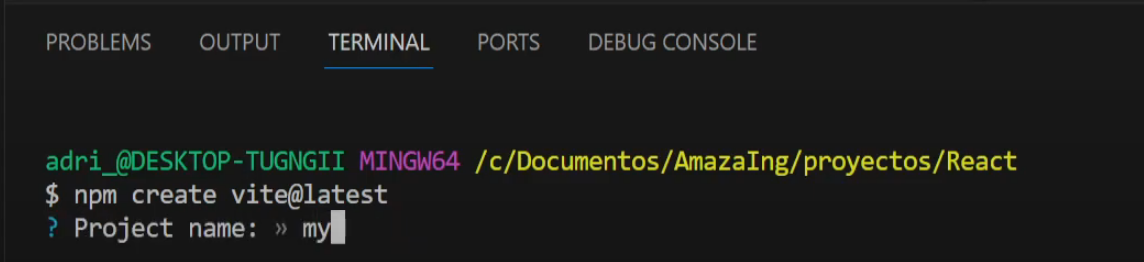 PROBLEMS OUTPUT TERMINAL PORTS DEBUG CONSOLE
adri_@DESKTOP-TUGNGII MINGW64 /c/Documentos/AmazaIng/proyectos/React
$ npm create vite@latest
? Project name: » my